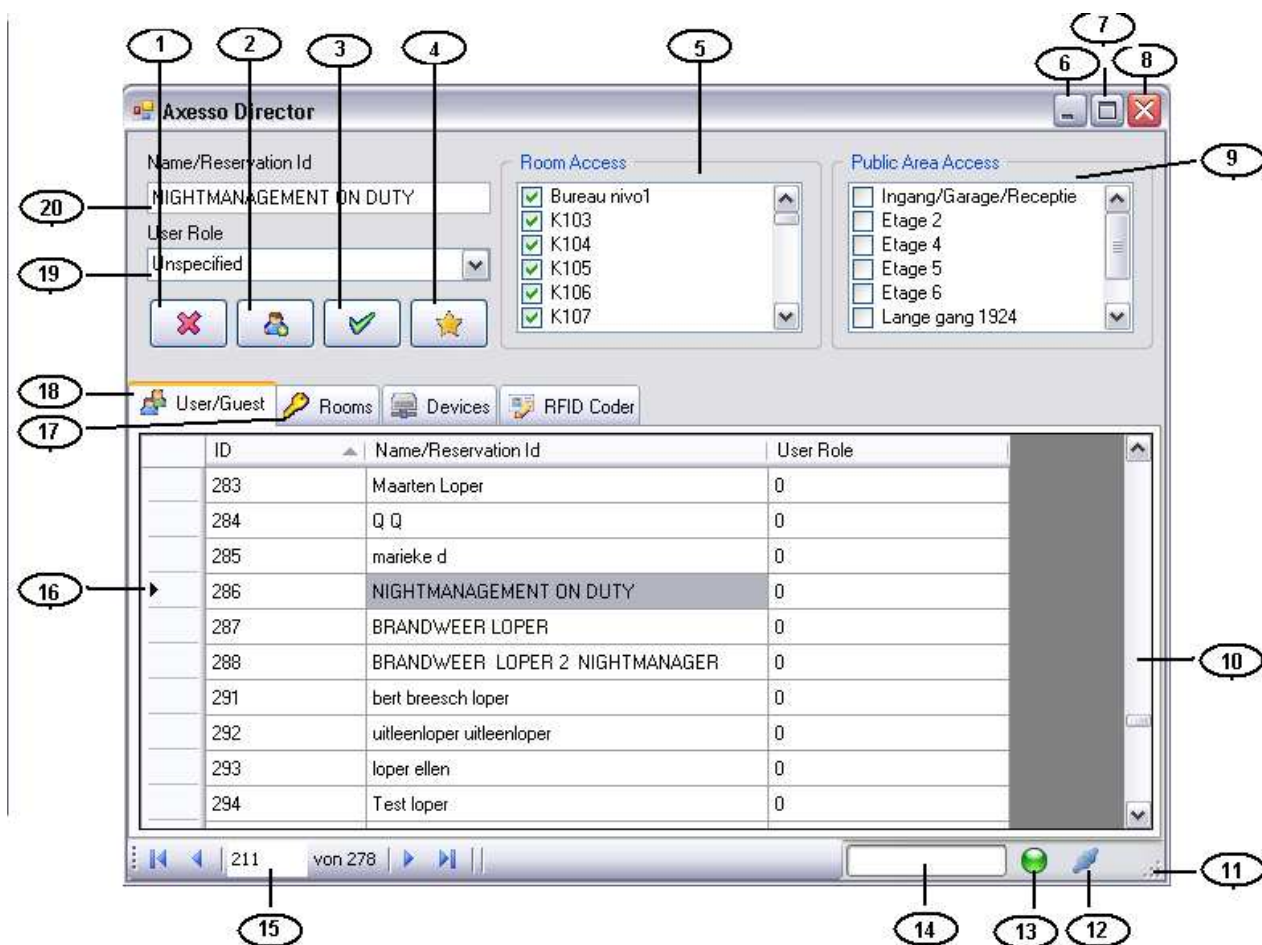 1 2 3 4 5 6 7 8
Axesso Director
Name/Reservation Id
NIGHTMANAGEMENT ON DUTY
User Role
Unspecified
Room Access
Bureau nivo1
K103
K104
K105
K106
K107
Public Area Access
Ingang/Garage/Receptie
Etage 2
Etage 4
Etage 5
Etage 6
Lange gang 1924
9
20
19
18
17
User/Guest Rooms Devices RFID Coder
ID Name/Reservation Id User Role
283 Maarten Loper 0
284 Q Q 0
285 marieke d 0
16
286 NIGHTMANAGEMENT ON DUTY 0
287 BRANDWEER LOPER 0
288 BRANDWEER LOPER 2 NIGHTMANAGER 0
10
291 bert breesch loper 0
292 uitleenloper uitleenloper 0
293 loper ellen 0
294 Test loper 0
211 von 278
11
15 14 13 12